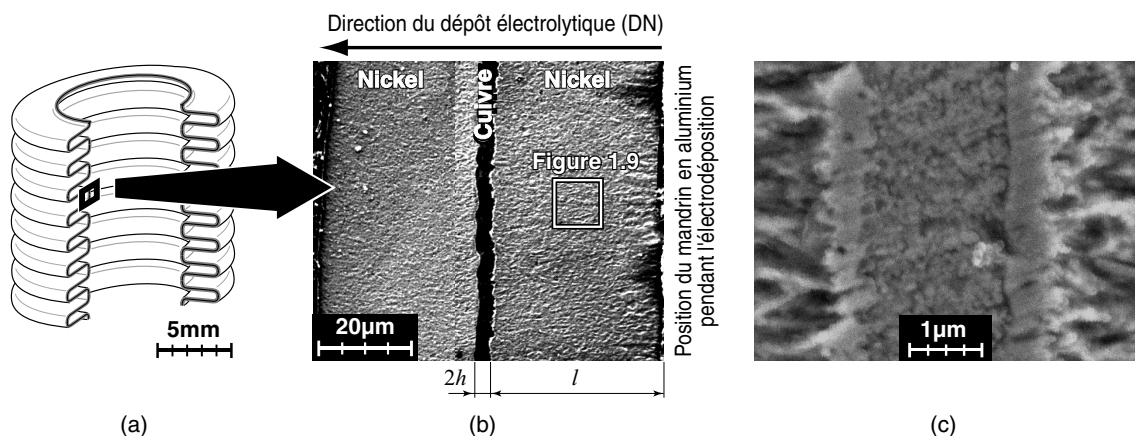 Direction du dépôt électrolytique (DN)
Nickel
Nickel
Cuivre
Figure 1.9
Position du mandrin en aluminium
pendant l'électrodéposition
5mm
20µm
1µm
2h
l
(a)
(b)
(c)